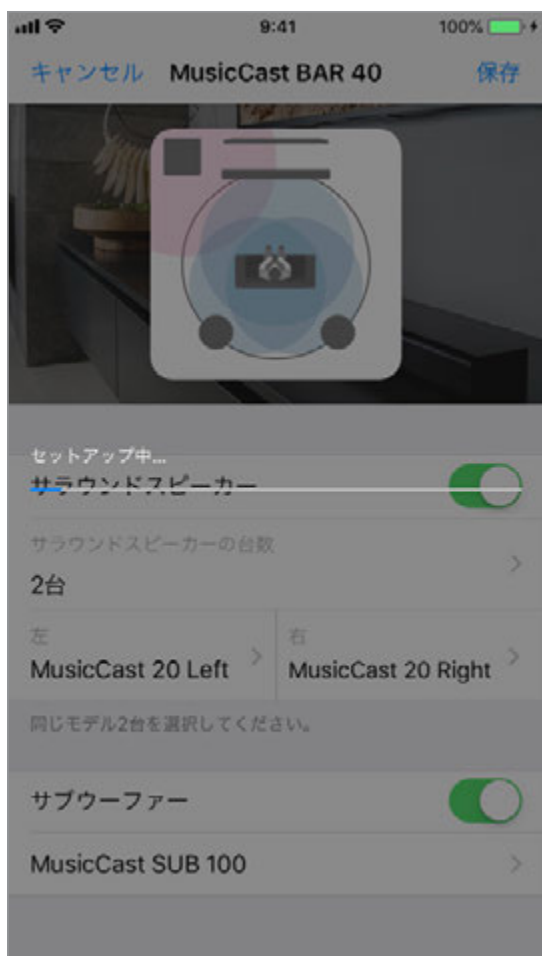 9:41
100%
キャンセル MusicCast BAR 40 保存
セットアップ中...
サラウンドスピーカー
サラウンドスピーカーの台数
2台
左 右
MusicCast 20 Left MusicCast 20 Right
同じモデル2台を選択してください。
サブウーファー
MusicCast SUB 100